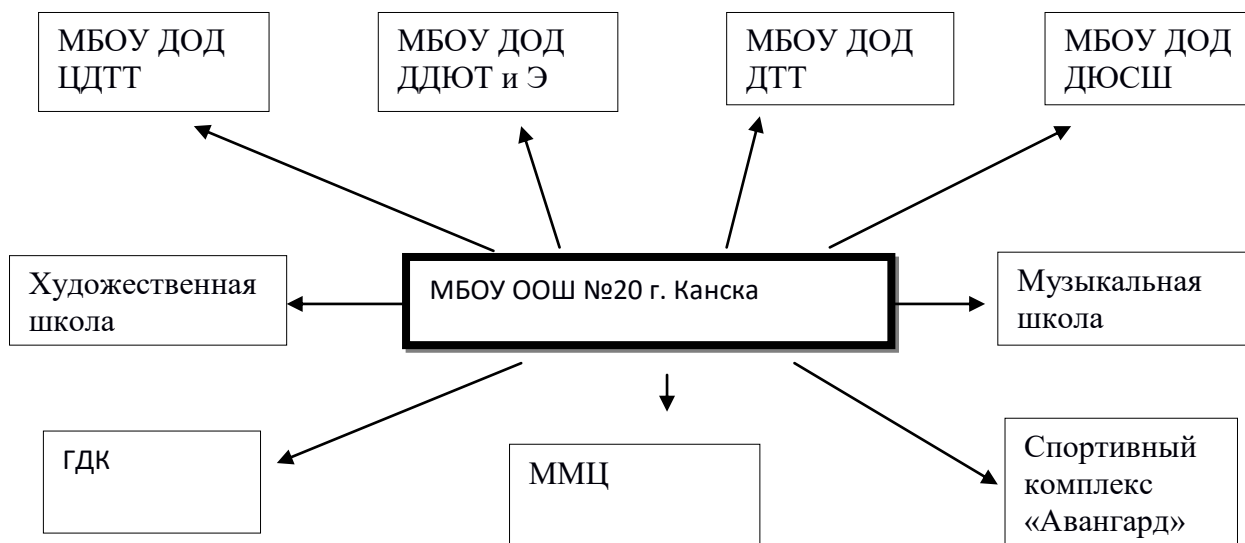 МБОУ ДОД
ЦДТТ
МБОУ ДОД
ДДЮТ и Э
МБОУ ДОД
ДТТ
МБОУ ДОД
ДЮСШ
Художественная
школа
МБОУ ООШ №20 г. Канска
Музыкальная
школа
ГДК
ММЦ
Спортивный
комплекс
«Авангард»